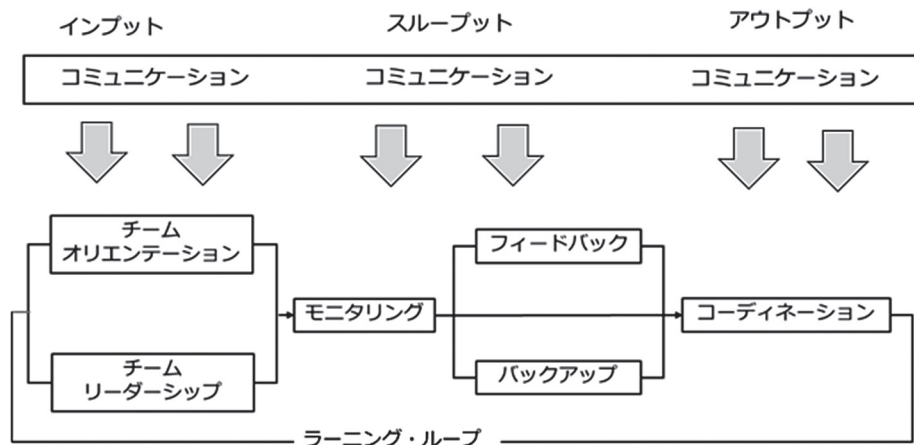 インプット
スループット
アウトプット
コミュニケーション
コミュニケーション
コミュニケーション
チーム
オリエンテーション
フィードバック
モニタリング
コーディネーション
チーム
リーダーシップ
バックアップ
ラーニング・ループ